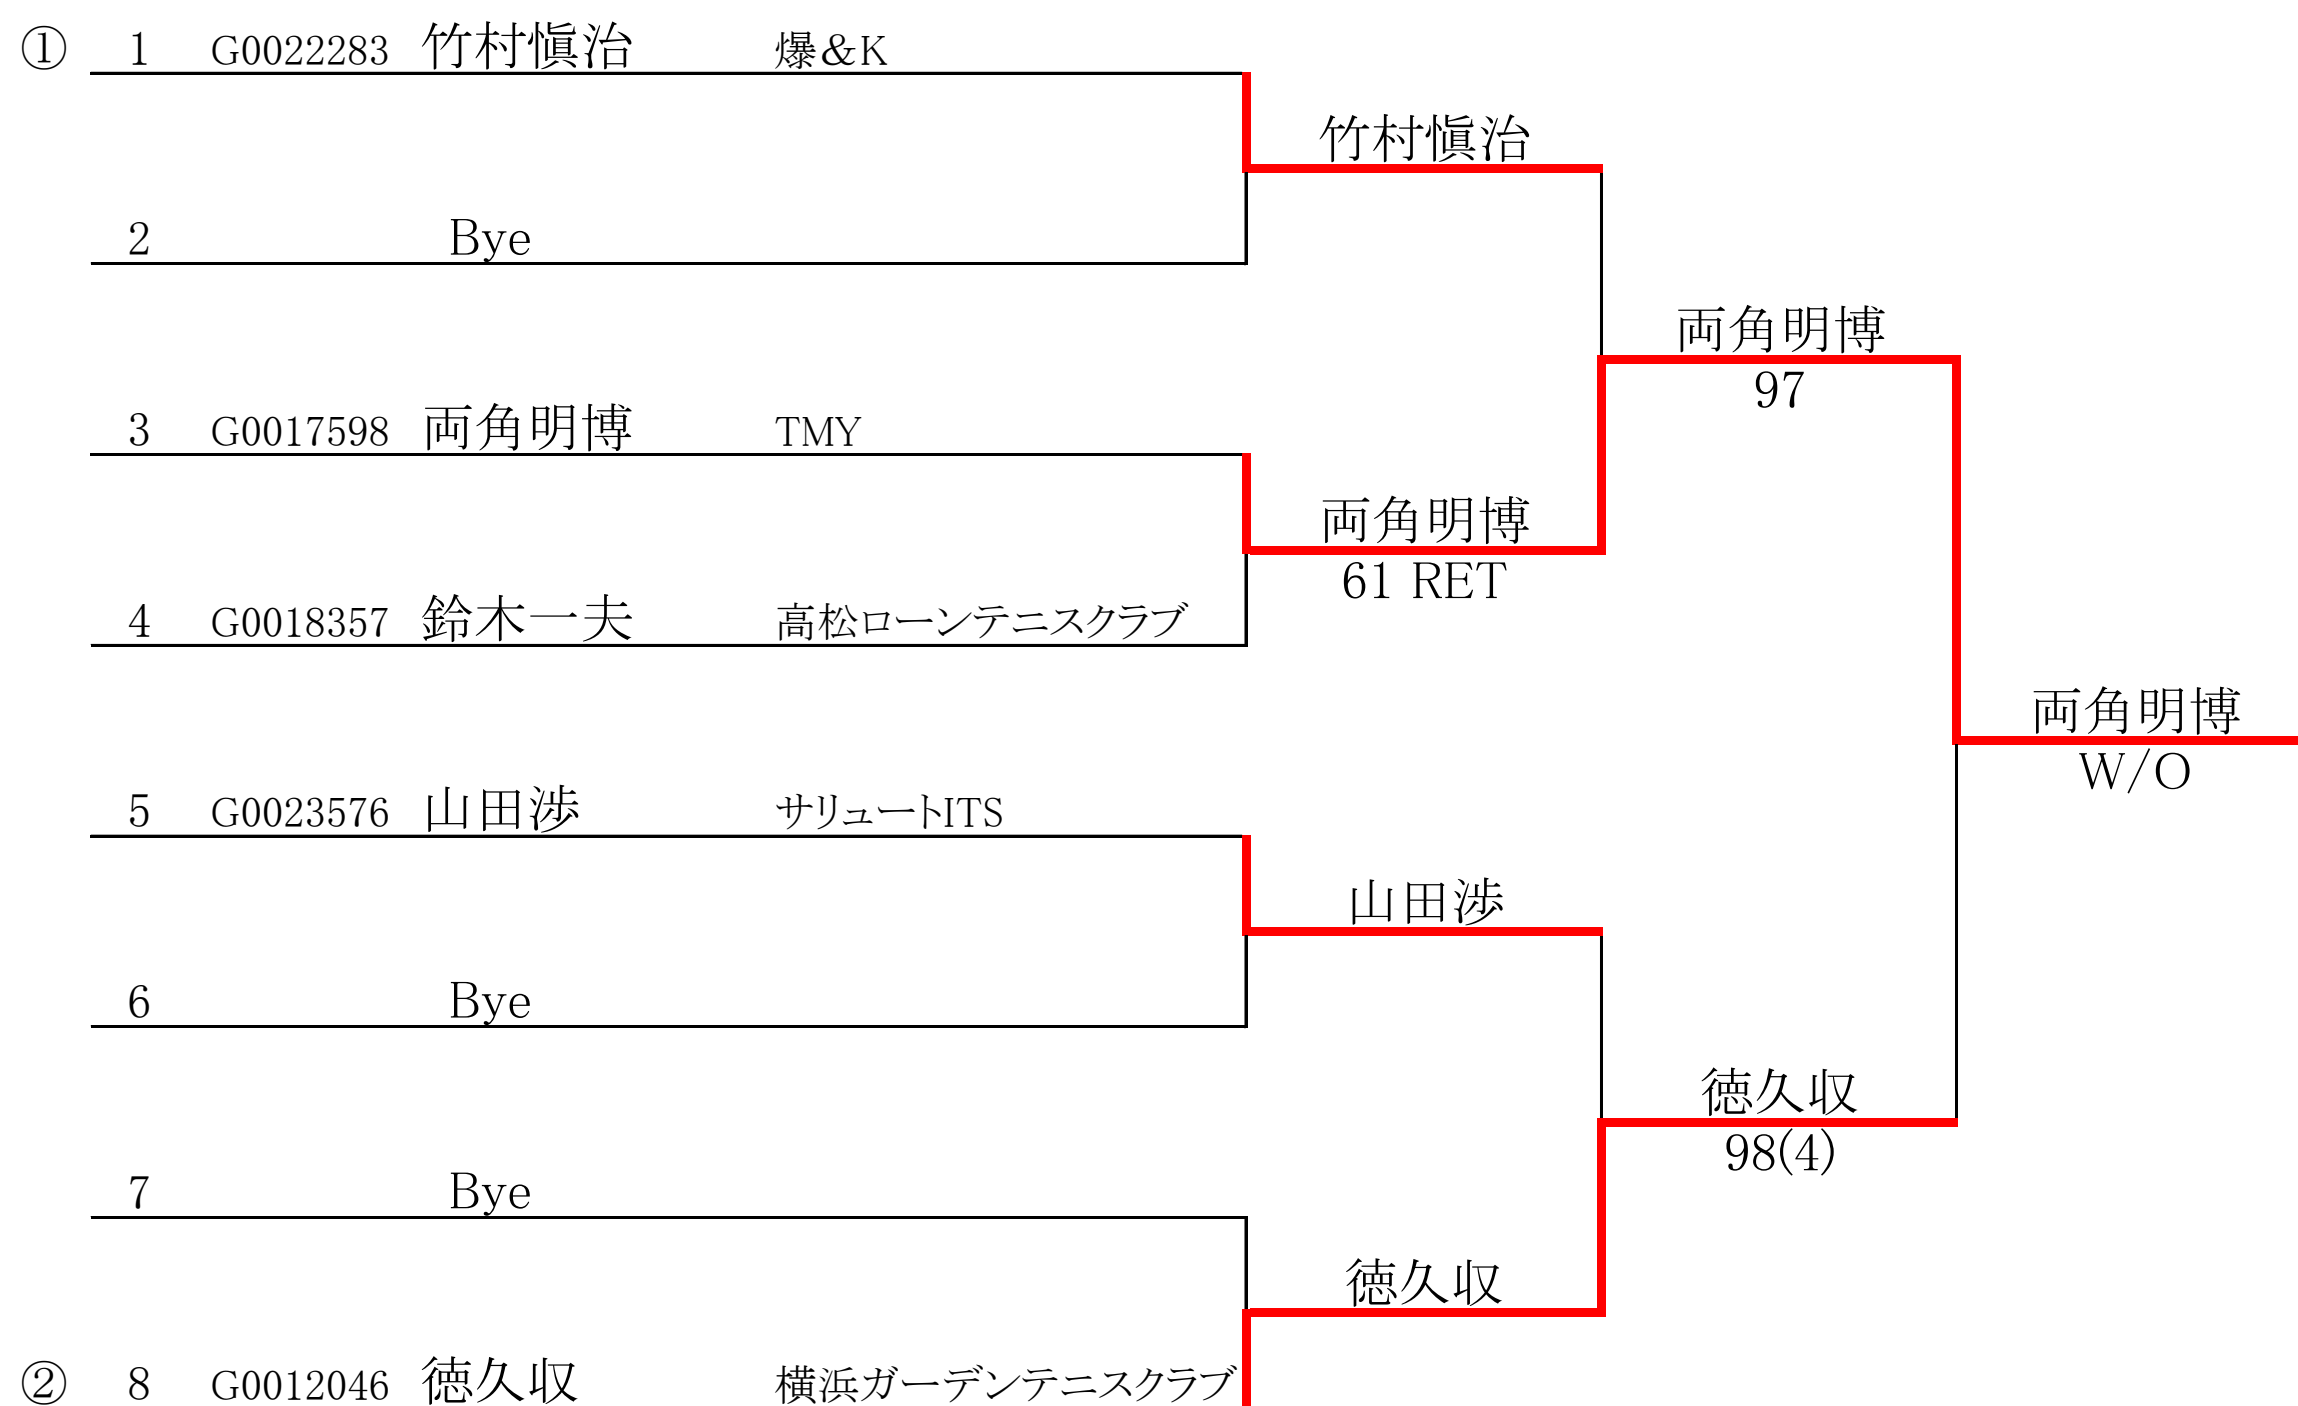 ① 1 G0022283 竹村愼治 爆&K
竹村愼治
2 Bye
両角明博
97
3 G0017598 両角明博 TMY
両角明博
61 RET
4 G0018357 鈴木一夫 高松ローンテニスクラブ
両角明博
W/O
5 G0023576 山田渉 サリュートITS
山田渉
6 Bye
徳久収
98(4)
7 Bye
徳久収
② 8 G0012046 徳久収 横浜ガーデンテニスクラブ